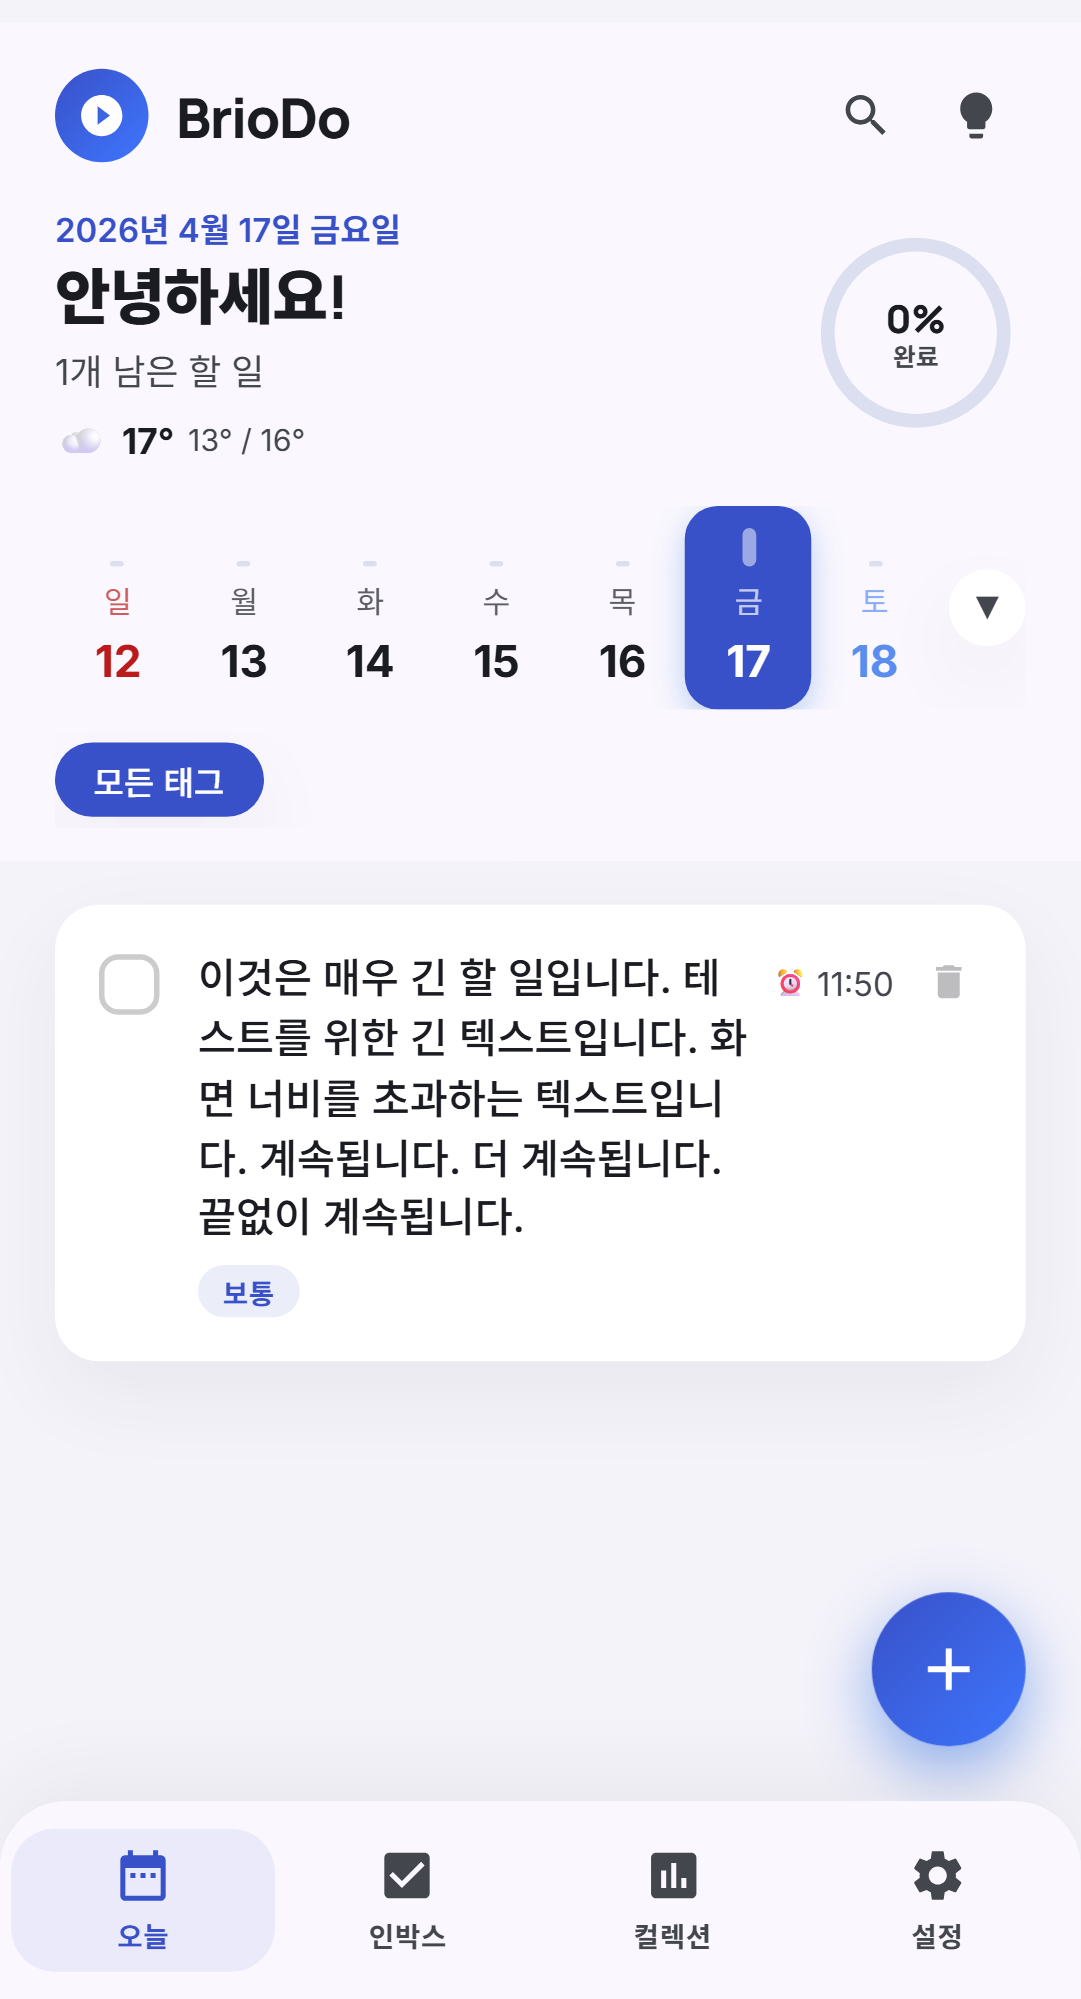 BrioDo
2026년 4월 17일 금요일
안녕하세요!
1개 남은 할 일
17° 13° / 16°
0%
완료
일 월 화 수 목 금 토
12 13 14 15 16 17 18
모든 태그
이것은 매우 긴 할 일입니다. 테
스트를 위한 긴 텍스트입니다. 화
면 너비를 초과하는 텍스트입니
다. 계속됩니다. 더 계속됩니다.
끝없이 계속됩니다.
11:50
보통
오늘 인박스 컬렉션 설정